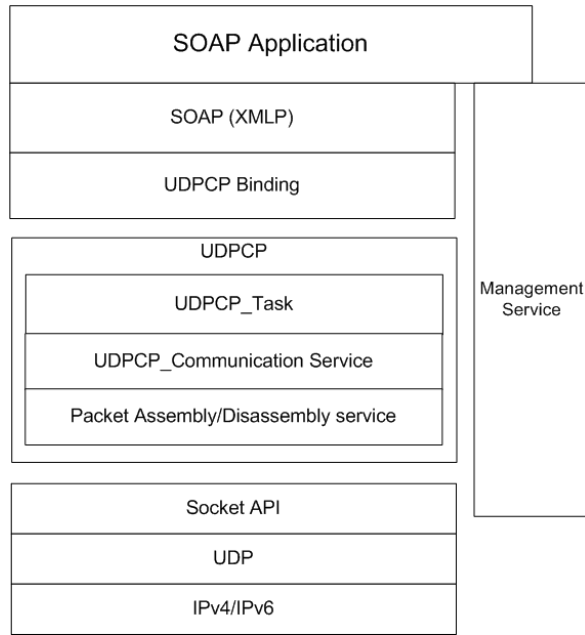 SOAP Application
SOAP (XMLP)
UDPCP Binding
UDPCP
UDPCP_Task
UDPCP_Communication Service
Packet Assembly/Disassembly service
Management
Service
Socket API
UDP
IPv4/IPv6